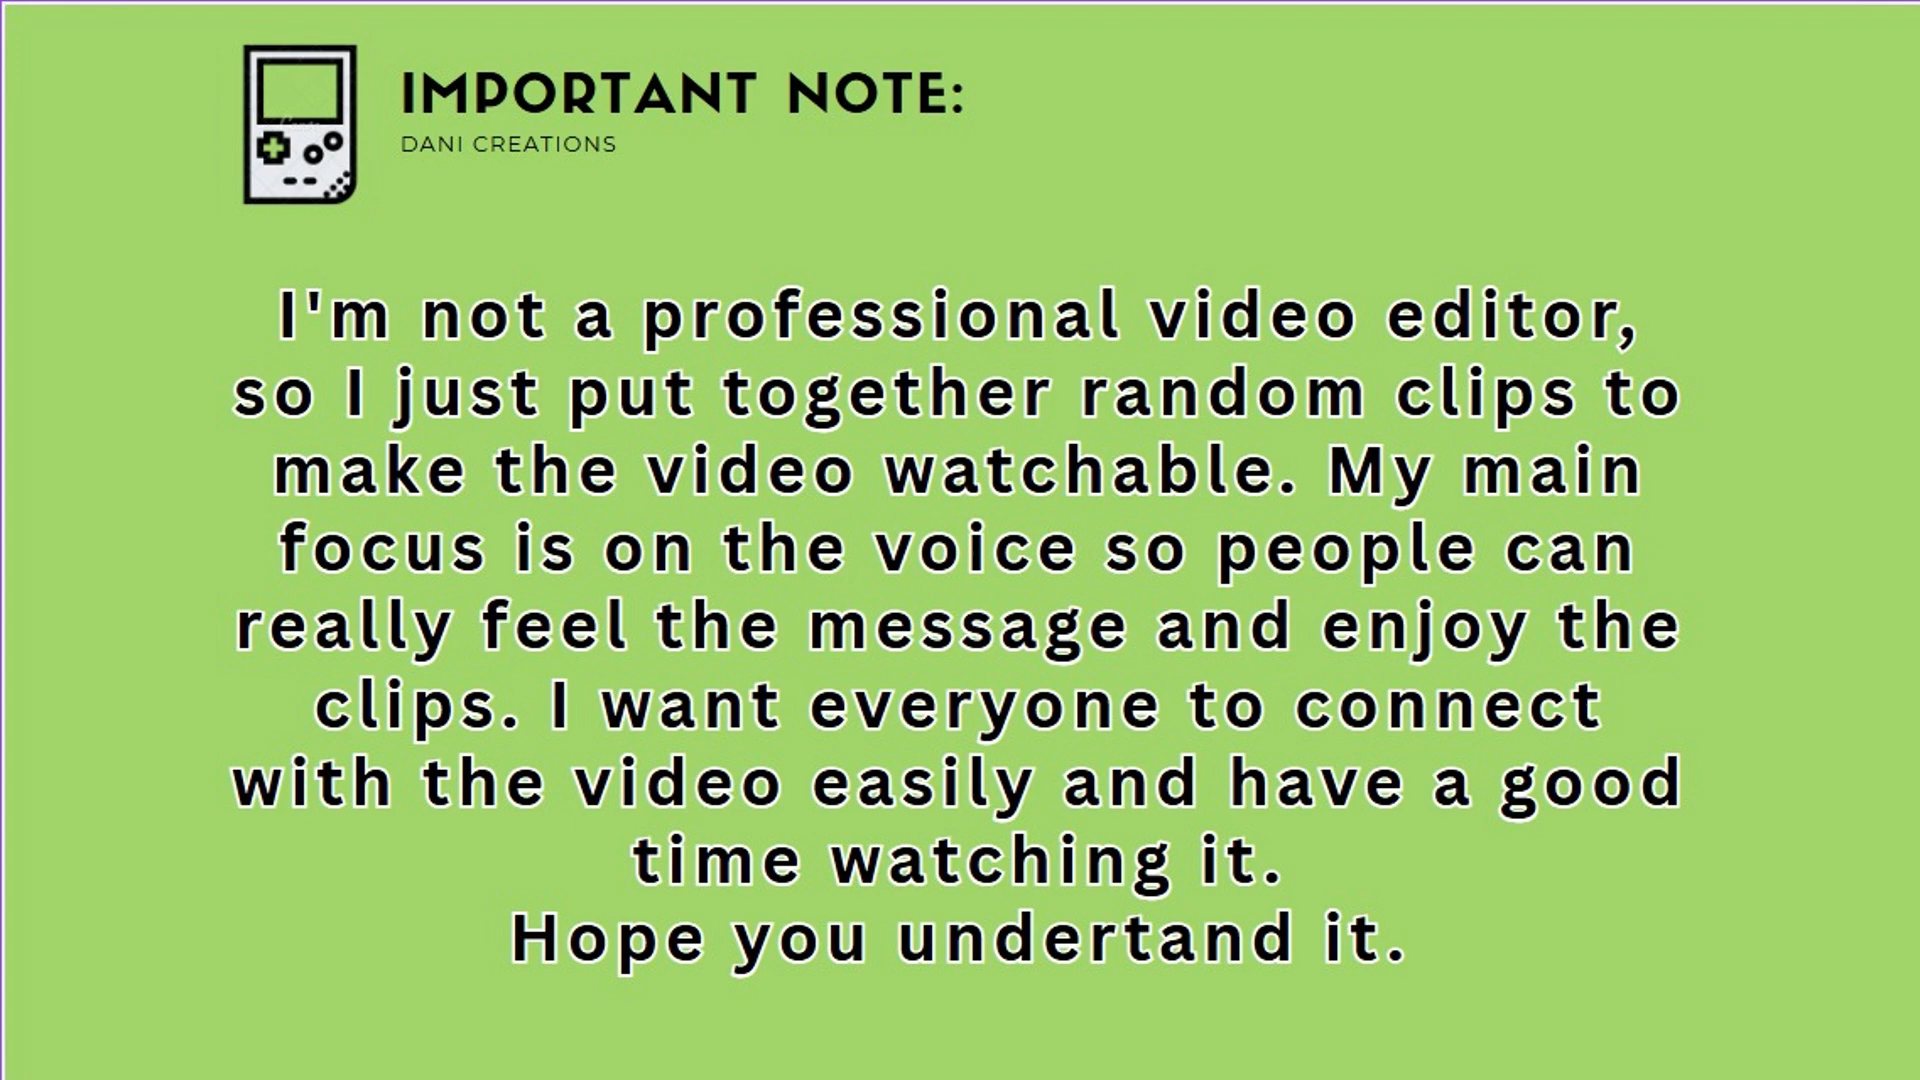 IMPORTANT NOTE:
DANI CREATIONS
I'm not a professional video editor,
so I just put together random clips to
make the video watchable. My main
focus is on the voice so people can
really feel the message and enjoy the
clips. I want everyone to connect
with the video easily and have a good
time watching it.
Hope you undertand it.